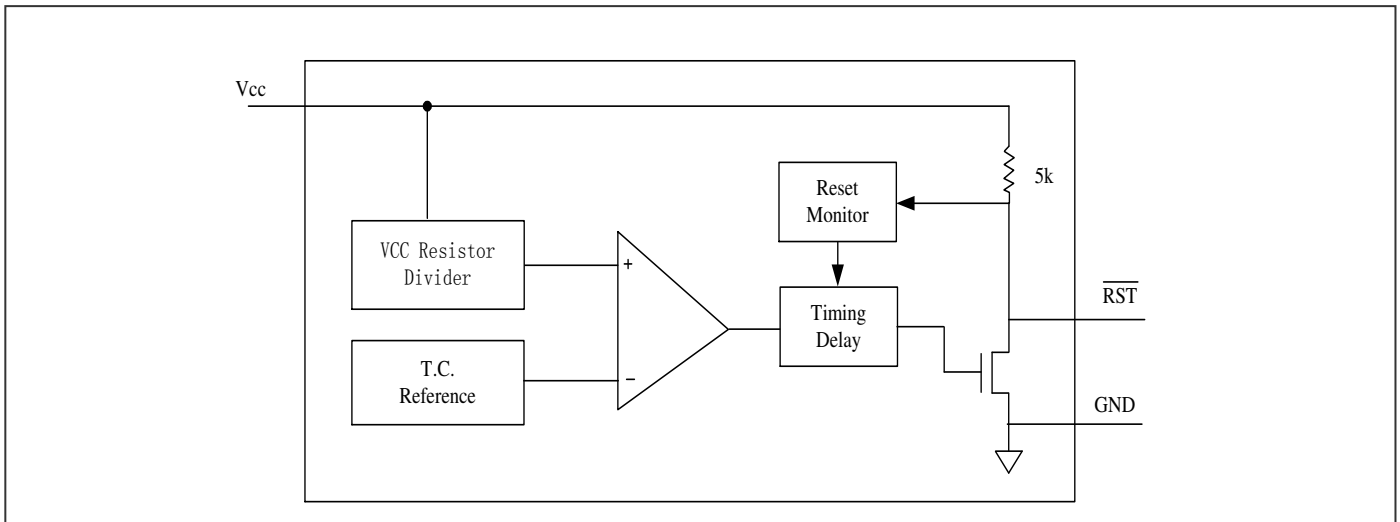 Vcc
5k
Reset
Monitor
VCC Resistor
Divider
+
RST
Timing
Delay
T.C.
Reference
−
GND